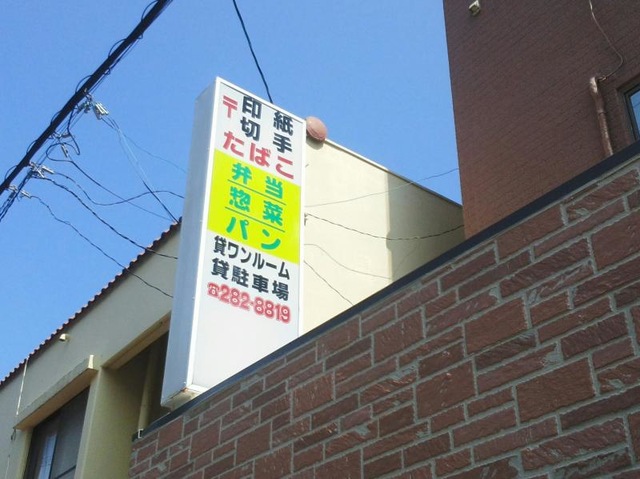 〒印紙
切手
たばこ
弁当
惣菜
パン
貸ワンルーム
貸駐車場
☎282-8819